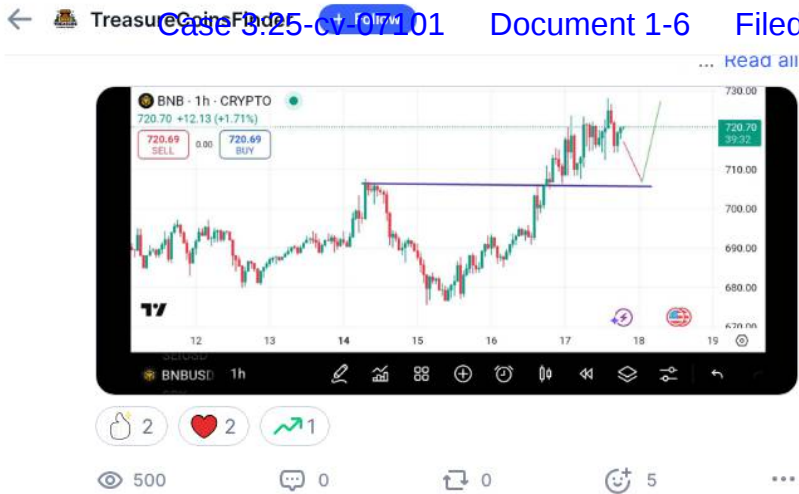 TreasureCoinsFinder + Follow
Case 3:25-cv-07101 Document 1-6 Filed
... Read all
BNB · 1h · CRYPTO
720.70 +12.13 (+1.71%)
720.69 SELL 0.00 720.69 BUY
730.00
720.70
39:32
710.00
700.00
690.00
680.00
670.00
12 13 14 15 16 17 18 19
BNBUSD 1h
2 2 1
500 0 0 5